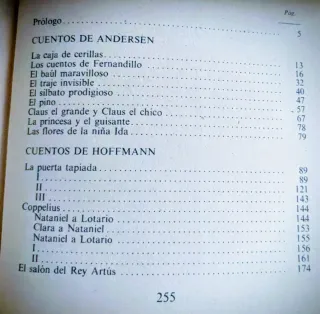 Pág.
Prólogo 5
CUENTOS DE ANDERSEN
La caja de cerillas 13
Los cuentos de Fernandillo 16
El baúl maravilloso 32
El traje invisible 40
El silbato prodigioso 47
El pino 57
Claus el grande y Claus el chico 67
La princesa y el guisante 78
Las flores de la niña Ida 79
CUENTOS DE HOFFMANN
La puerta tapiada 89
I 89
II 121
III 143
Coppelius 144
Nataniel a Lotario 144
Clara a Nataniel 153
Nataniel a Lotario 155
I 156
II 161
El salón del Rey Artús 174
255